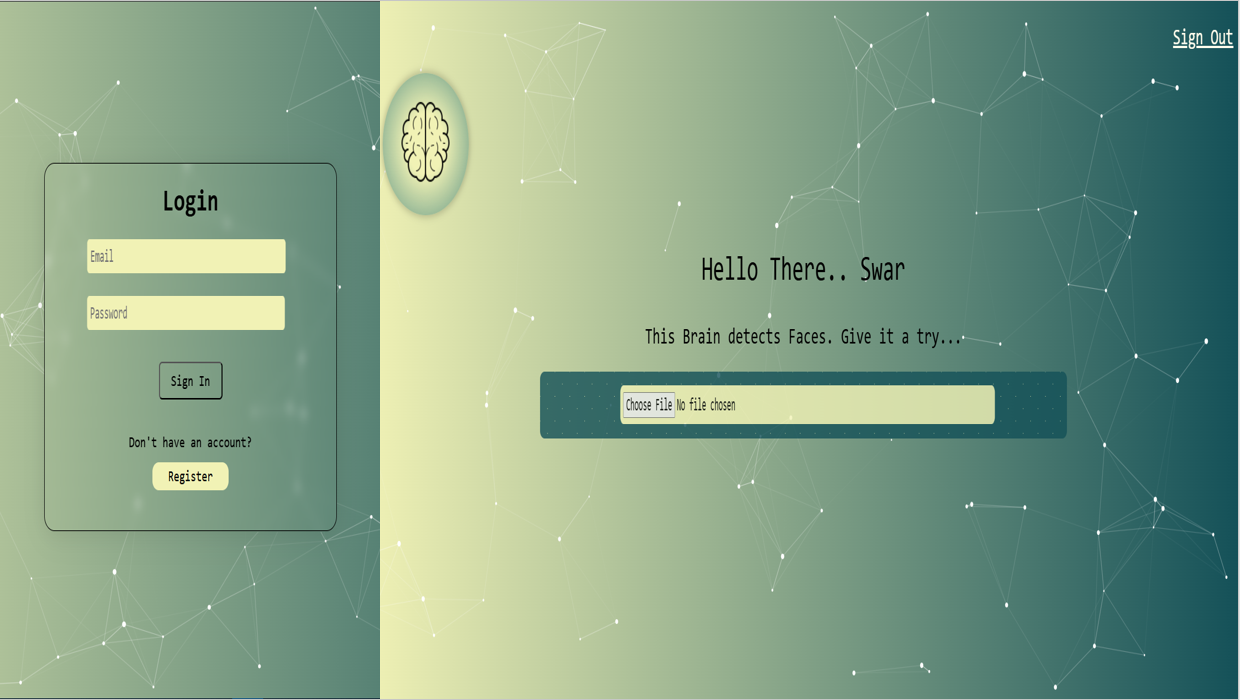 Login
Email
Password
Sign In
Don't have an account?
Register
Sign Out
Hello There.. Swar
This Brain detects Faces. Give it a try...
Choose File No file chosen